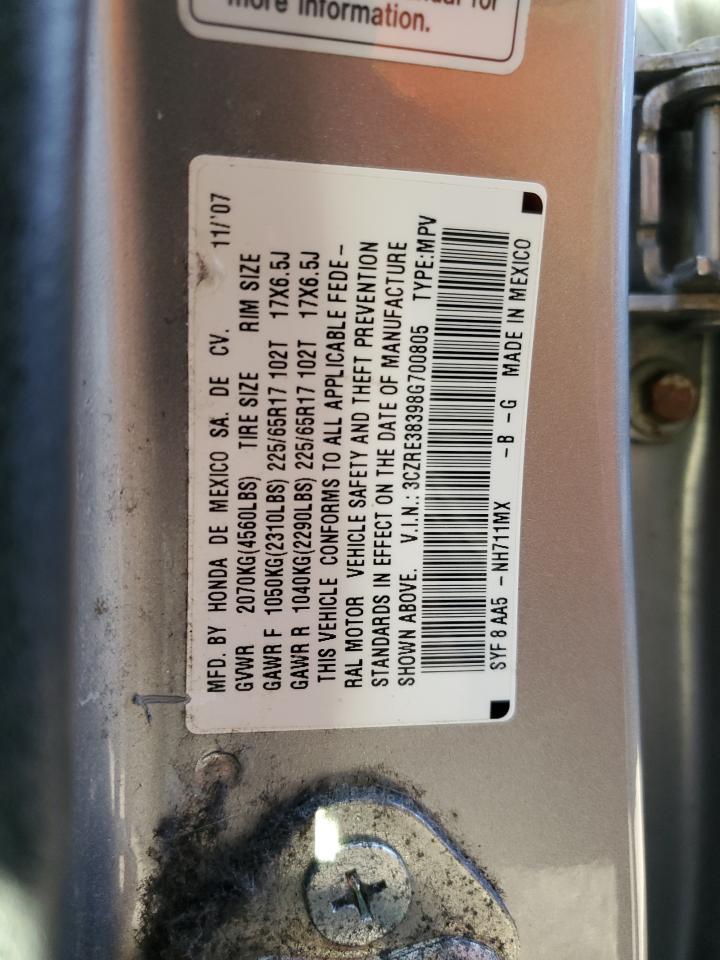 more information.
MFD. BY HONDA DE MEXICO SA. DE CV. 11/'07
GVWR 2070KG(4560LBS) TIRE SIZE RIM SIZE
GAWR F 1050KG(2310LBS) 225/65R17 102T 17X6.5J
GAWR R 1040KG(2290LBS) 225/65R17 102T 17X6.5J
THIS VEHICLE CONFORMS TO ALL APPLICABLE FEDE –
RAL MOTOR VEHICLE SAFETY AND THEFT PREVENTION
STANDARDS IN EFFECT ON THE DATE OF MANUFACTURE
SHOWN ABOVE. V.I.N.: 3CZRE38398G700805 TYPE:MPV
SYF 8 AA5 – NH711MX – B – G MADE IN MEXICO